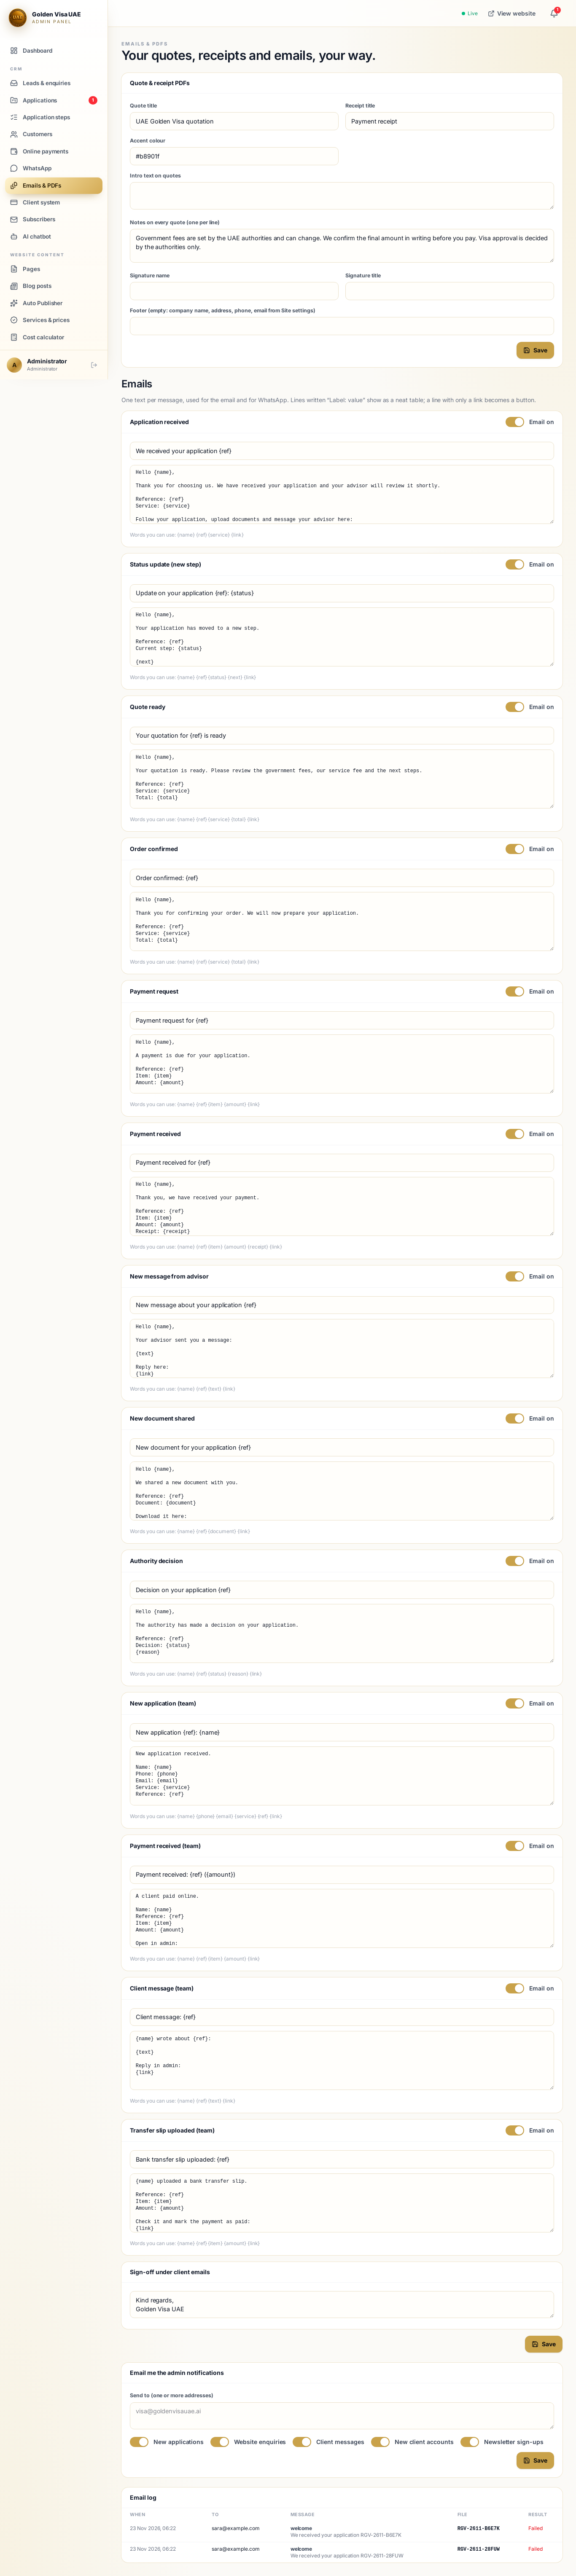 Golden Visa UAE
ADMIN PANEL
Dashboard
CRM
Leads & enquiries
Applications
1
Application steps
Customers
Online payments
WhatsApp
Emails & PDFs
Client system
Subscribers
AI chatbot
WEBSITE CONTENT
Pages
Blog posts
Auto Publisher
Services & prices
Cost calculator
A
Administrator
Administrator
Live
View website
EMAILS & PDFS
Your quotes, receipts and emails, your way.
Quote & receipt PDFs
Quote title
Receipt title
UAE Golden Visa quotation
Payment receipt
Accent colour
#b8901f
Intro text on quotes
Notes on every quote (one per line)
Government fees are set by the UAE authorities and can change. We confirm the final amount in writing before you pay. Visa approval is decided
by the authorities only.
Signature name
Signature title
Footer (empty: company name, address, phone, email from Site settings)
Save
Emails
One text per message, used for the email and for WhatsApp. Lines written "Label: value" show as a neat table; a line with only a link becomes a button.
Application received
Email on
We received your application {ref}
Hello {name},
Thank you for choosing us. We have received your application and your advisor will review it shortly.
Reference: {ref}
Service: {service}
Follow your application, upload documents and message your advisor here:
Words you can use: {name} {ref} {service} {link}
Status update (new step)
Email on
Update on your application {ref}: {status}
Hello {name},
Your application has moved to a new step.
Reference: {ref}
Current step: {status}
{next}
Words you can use: {name} {ref} {status} {next} {link}
Quote ready
Email on
Your quotation for {ref} is ready
Hello {name},
Your quotation is ready. Please review the government fees, our service fee and the next steps.
Reference: {ref}
Service: {service}
Total: {total}
Words you can use: {name} {ref} {service} {total} {link}
Order confirmed
Email on
Order confirmed: {ref}
Hello {name},
Thank you for confirming your order. We will now prepare your application.
Reference: {ref}
Service: {service}
Total: {total}
Words you can use: {name} {ref} {service} {total} {link}
Payment request
Email on
Payment request for {ref}
Hello {name},
A payment is due for your application.
Reference: {ref}
Item: {item}
Amount: {amount}
Words you can use: {name} {ref} {item} {amount} {link}
Payment received
Email on
Payment received for {ref}
Hello {name},
Thank you, we have received your payment.
Reference: {ref}
Item: {item}
Amount: {amount}
Receipt: {receipt}
Words you can use: {name} {ref} {item} {amount} {receipt} {link}
New message from advisor
Email on
New message about your application {ref}
Hello {name},
Your advisor sent you a message:
{text}
Reply here:
{link}
Words you can use: {name} {ref} {text} {link}
New document shared
Email on
New document for your application {ref}
Hello {name},
We shared a new document with you.
Reference: {ref}
Document: {document}
Download it here:
Words you can use: {name} {ref} {document} {link}
Authority decision
Email on
Decision on your application {ref}
Hello {name},
The authority has made a decision on your application.
Reference: {ref}
Decision: {status}
{reason}
Words you can use: {name} {ref} {status} {reason} {link}
New application (team)
Email on
New application {ref}: {name}
New application received.
Name: {name}
Phone: {phone}
Email: {email}
Service: {service}
Reference: {ref}
Words you can use: {name} {phone} {email} {service} {ref} {link}
Payment received (team)
Email on
Payment received: {ref} ({amount})
A client paid online.
Name: {name}
Reference: {ref}
Item: {item}
Amount: {amount}
Open in admin:
Words you can use: {name} {ref} {item} {amount} {link}
Client message (team)
Email on
Client message: {ref}
{name} wrote about {ref}:
{text}
Reply in admin:
{link}
Words you can use: {name} {ref} {text} {link}
Transfer slip uploaded (team)
Email on
Bank transfer slip uploaded: {ref}
{name} uploaded a bank transfer slip.
Reference: {ref}
Item: {item}
Amount: {amount}
Check it and mark the payment as paid:
{link}
Words you can use: {name} {ref} {item} {amount} {link}
Sign-off under client emails
Kind regards,
Golden Visa UAE
Save
Email me the admin notifications
Send to (one or more addresses)
visa@goldenvisauae.ai
New applications
Website enquiries
Client messages
New client accounts
Newsletter sign-ups
Save
Email log
WHEN TO MESSAGE FILE RESULT
23 Nov 2026, 06:22 sara@example.com welcome RGV-2611-B6E7K Failed
We received your application RGV-2611-B6E7K
23 Nov 2026, 06:22 sara@example.com welcome RGV-2611-28FUW Failed
We received your application RGV-2611-28FUW